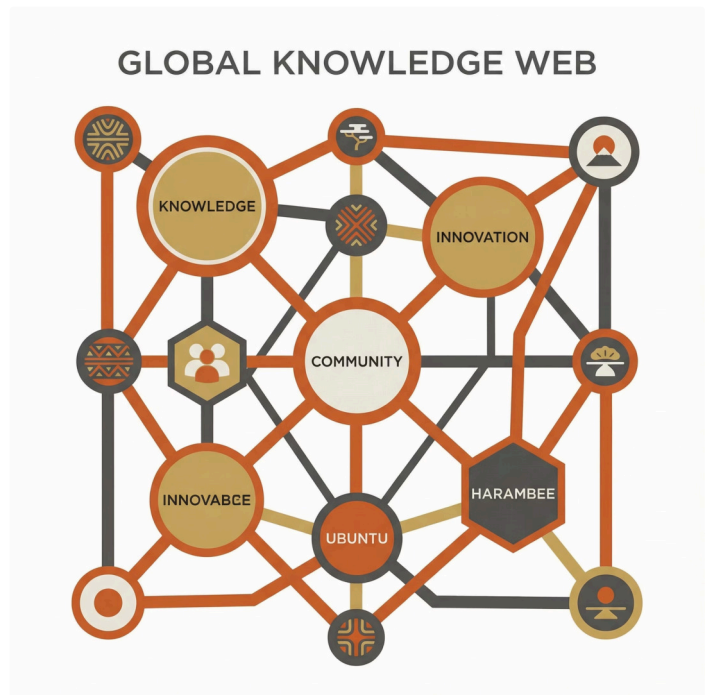 GLOBAL KNOWLEDGE WEB
KNOWLEDGE
INNOVATION
COMMUNITY
INNOVABCE
HARAMBEE
UBUNTU